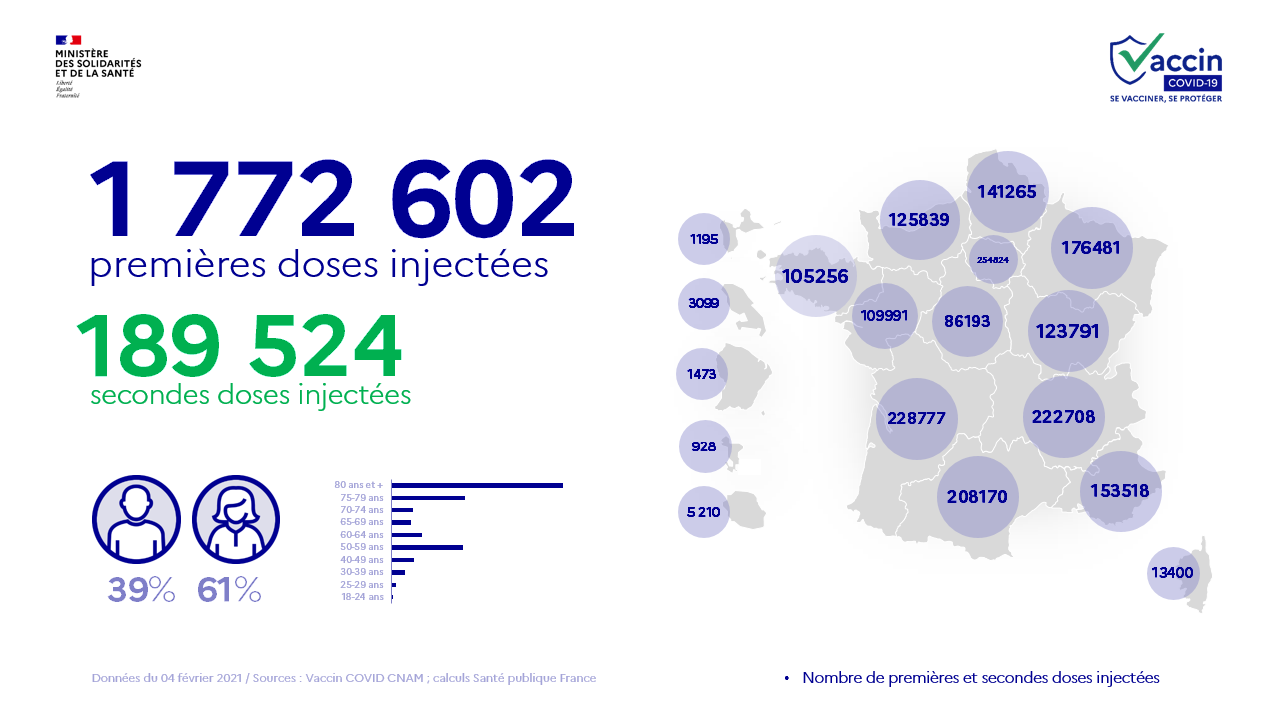 MINISTÈRE
DES SOLIDARITÉS
ET DE LA SANTÉ
Liberté
Égalité
Fraternité
Vaccin
COVID-19
SE VACCINER, SE PROTÉGER
1 772 602
premières doses injectées
189 524
secondes doses injectées
39%
61%
80 ans et +
75-79 ans
70-74 ans
65-69 ans
60-64 ans
50-59 ans
40-49 ans
30-39 ans
25-29 ans
18-24 ans
1195
3099
1473
928
5 210
141265
125839
254824
176481
105256
109991
86193
123791
228777
222708
208170
153518
13400
Données du 04 février 2021 / Sources : Vaccin COVID CNAM ; calculs Santé publique France
• Nombre de premières et secondes doses injectées